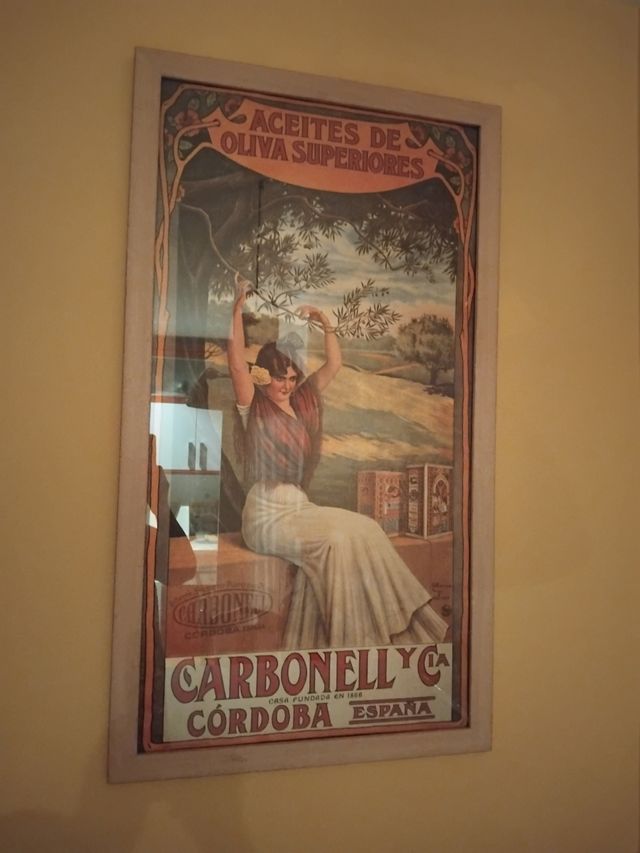 ACEITES DE
OLIVA SUPERIORES
CARBONELL
CÓRDOBA
CARBONELL Y CIA
CASA FUNDADA EN 1866
CÓRDOBA ESPAÑA